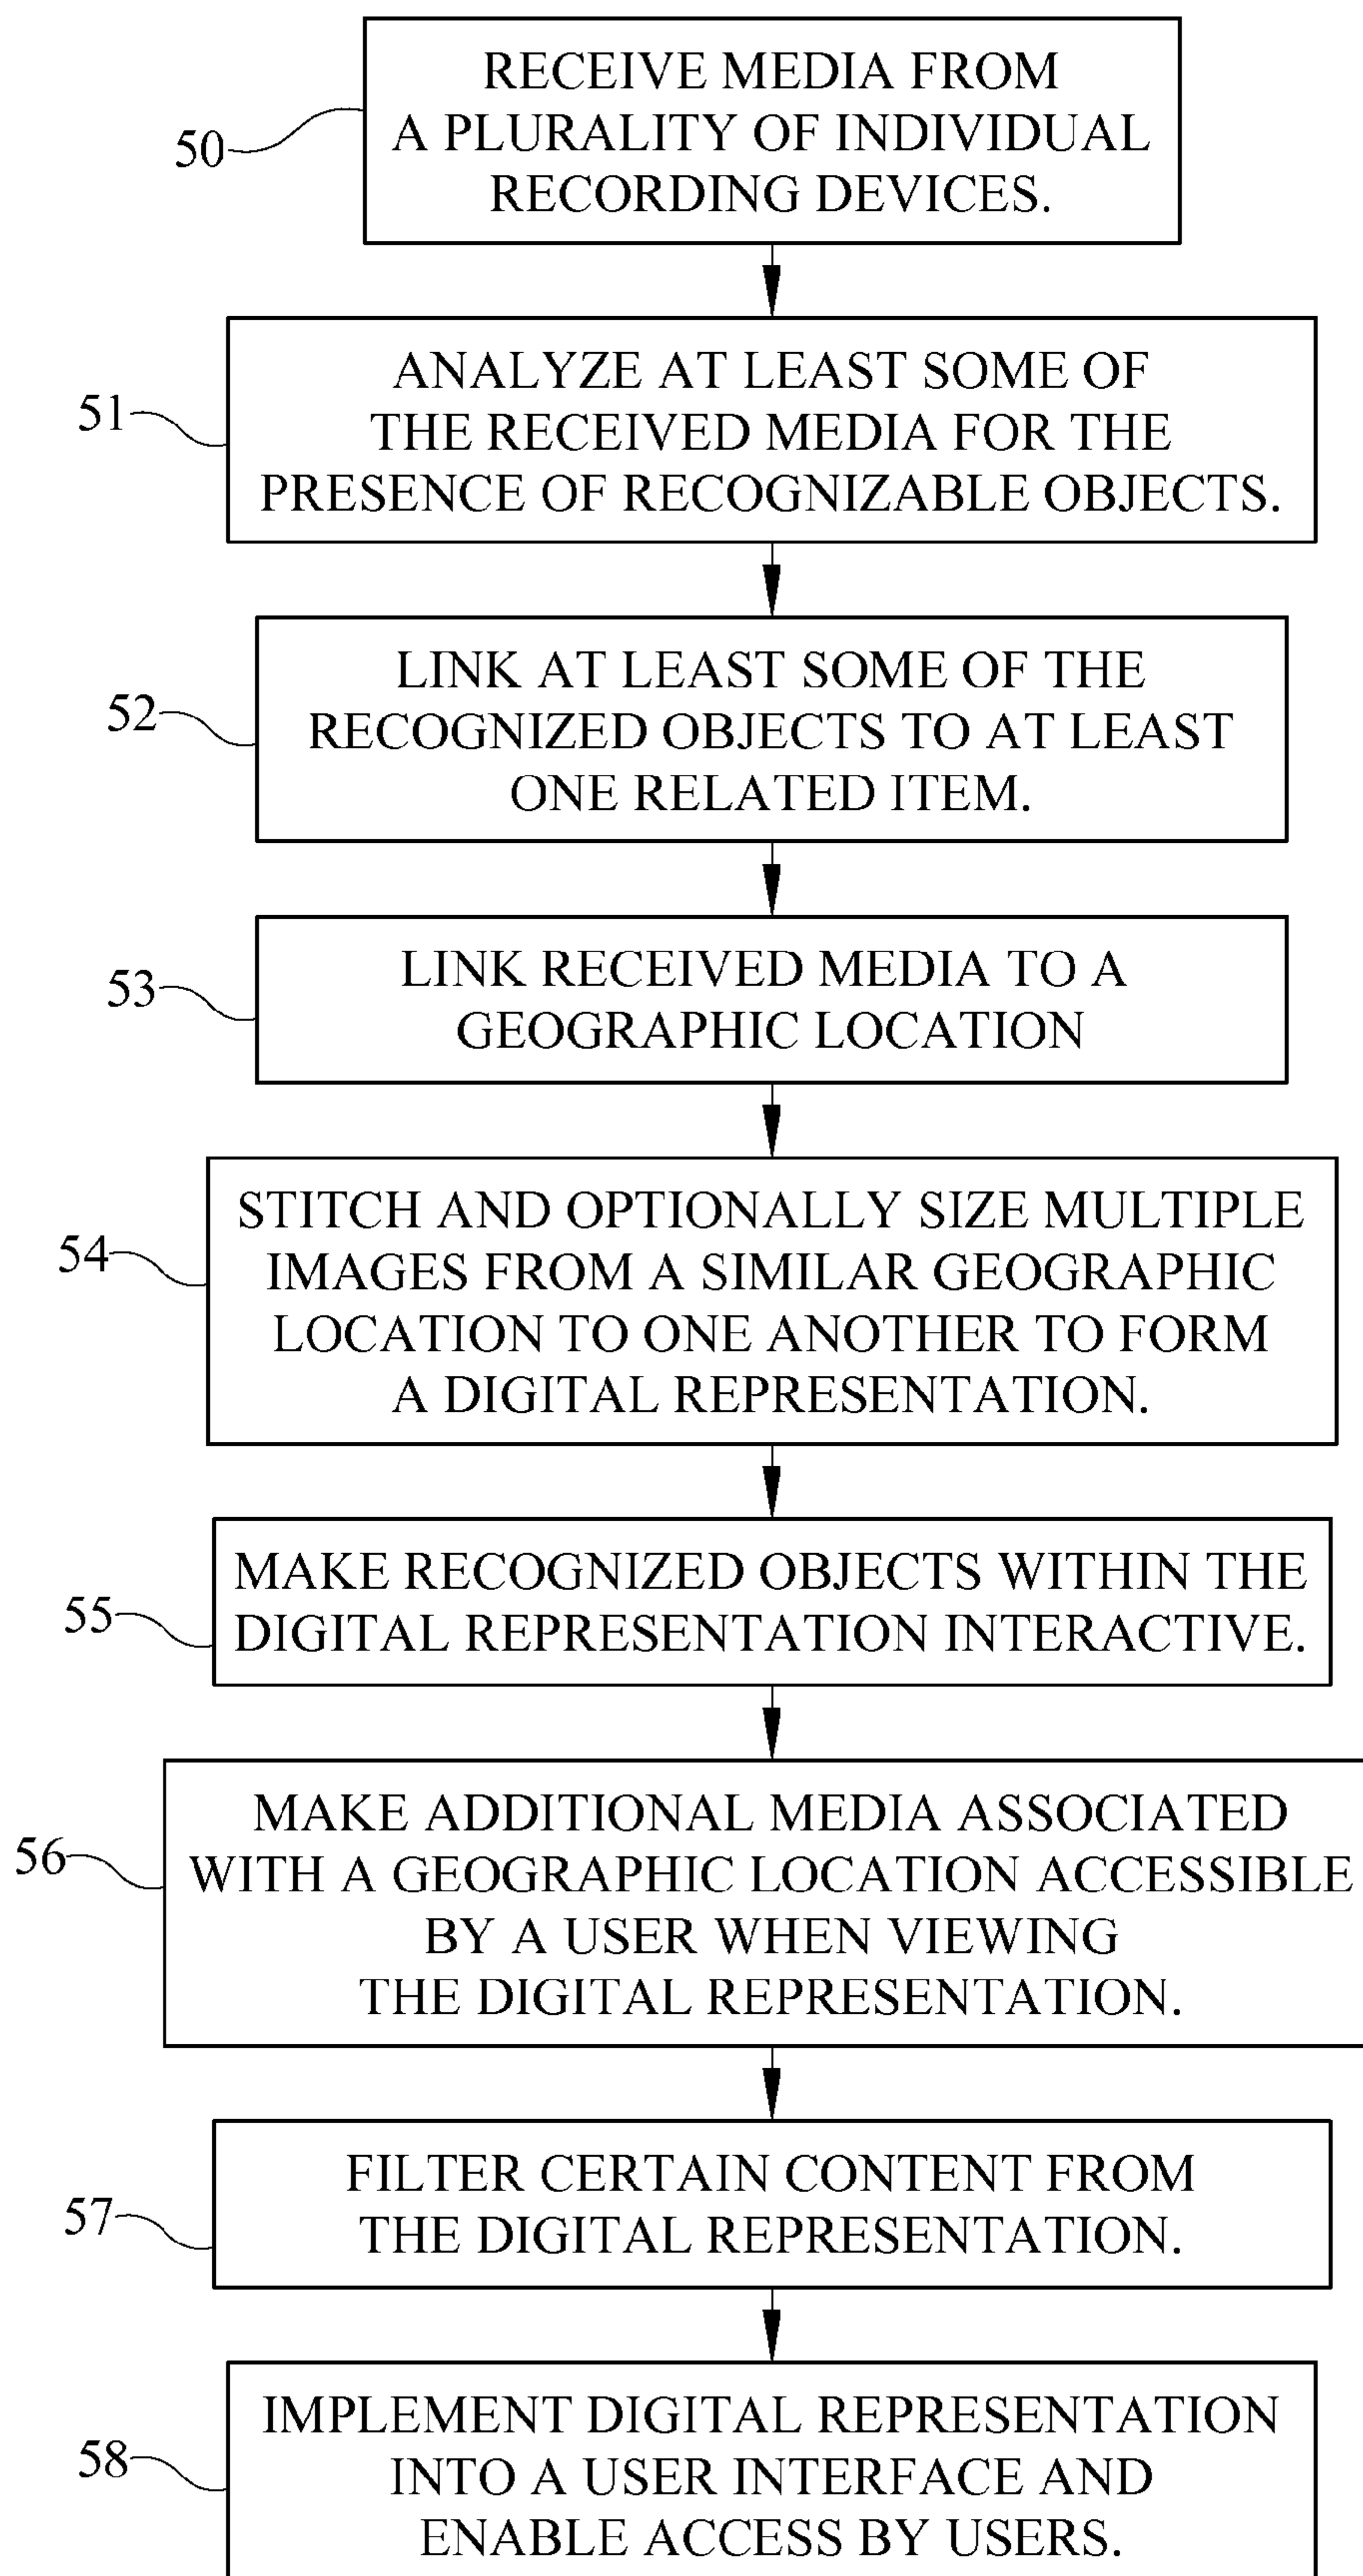 RECEIVE MEDIA FROM
A PLURALITY OF INDIVIDUAL
RECORDING DEVICES.
50
ANALYZE AT LEAST SOME OF
THE RECEIVED MEDIA FOR THE
PRESENCE OF RECOGNIZABLE OBJECTS.
51
LINK AT LEAST SOME OF THE
RECOGNIZED OBJECTS TO AT LEAST
ONE RELATED ITEM.
52
LINK RECEIVED MEDIA TO A
GEOGRAPHIC LOCATION
53
STITCH AND OPTIONALLY SIZE MULTIPLE
IMAGES FROM A SIMILAR GEOGRAPHIC
LOCATION TO ONE ANOTHER TO FORM
A DIGITAL REPRESENTATION.
54
MAKE RECOGNIZED OBJECTS WITHIN THE
DIGITAL REPRESENTATION INTERACTIVE.
55
MAKE ADDITIONAL MEDIA ASSOCIATED
WITH A GEOGRAPHIC LOCATION ACCESSIBLE
BY A USER WHEN VIEWING
THE DIGITAL REPRESENTATION.
56
FILTER CERTAIN CONTENT FROM
THE DIGITAL REPRESENTATION.
57
IMPLEMENT DIGITAL REPRESENTATION
INTO A USER INTERFACE AND
ENABLE ACCESS BY USERS.
58